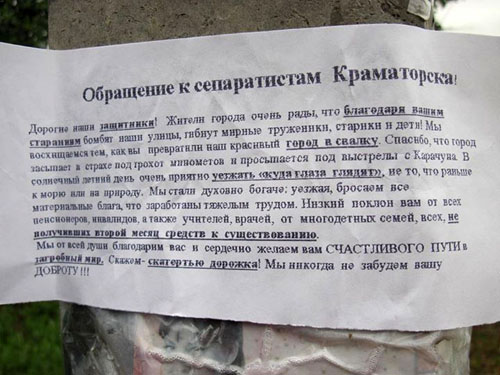 Обращение к сепаратистам Краматорска!
Дорогие наши защитники! Жители города очень рады, что благодаря вашим
стараниям бомбят наши улицы, гибнут мирные труженики, старики и дети! Мы
восхищаемся тем, как вы превратили наш красивый город в свалку. Спасибо, что город
засыпает в страхе под грохот минометов и просыпается под выстрелы с Карачуна. В
солнечный летний день очень приятно уезжать «куда глаза глядят», не то, что раньше
к морю или на природу. Мы стали духовно богаче: уезжая, бросаем все
материальные блага, что заработаны тяжелым трудом. Низкий поклон вам от всех
пенсионеров, инвалидов, а также учителей, врачей, от многодетных семей, всех, не
получивших второй месяц средств к существованию.
Мы от всей души благодарим вас и сердечно желаем вам СЧАСТЛИВОГО ПУТИ в
загробный мир. Скажем- скатертью дорожка! Мы никогда не забудем вашу
ДОБРОТУ!!!